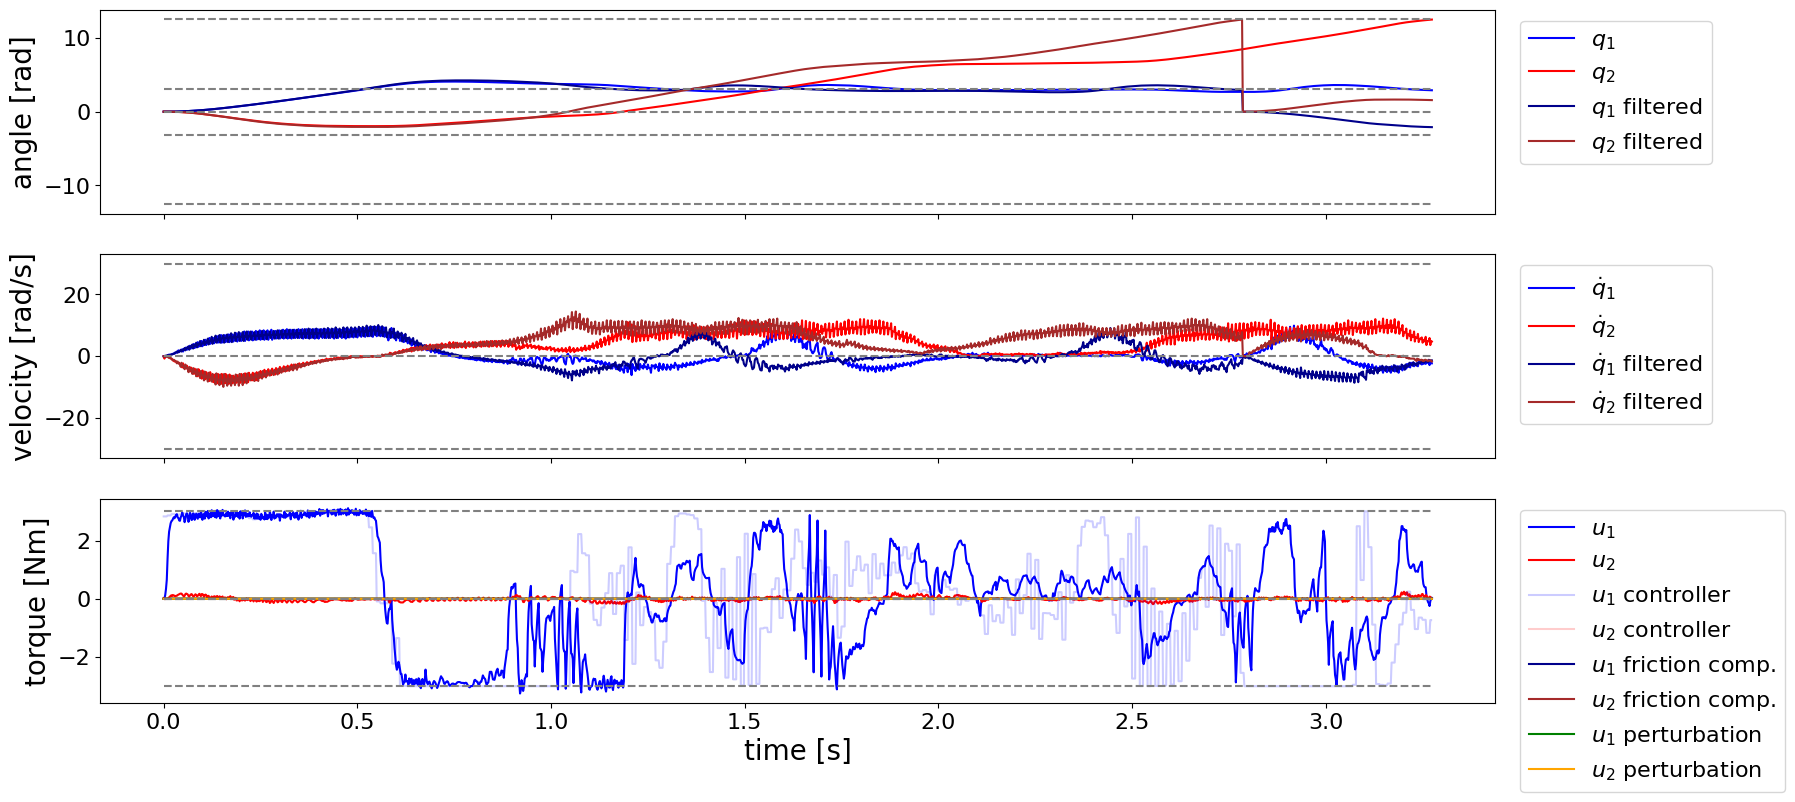 angle [rad]
10
0
−10
q₁
q₂
q₁ filtered
q₂ filtered
velocity [rad/s]
20
0
−20
q̇₁
q̇₂
q̇₁ filtered
q̇₂ filtered
torque [Nm]
2
0
−2
0.0 0.5 1.0 1.5 2.0 2.5 3.0
time [s]
u₁
u₂
u₁ controller
u₂ controller
u₁ friction comp.
u₂ friction comp.
u₁ perturbation
u₂ perturbation